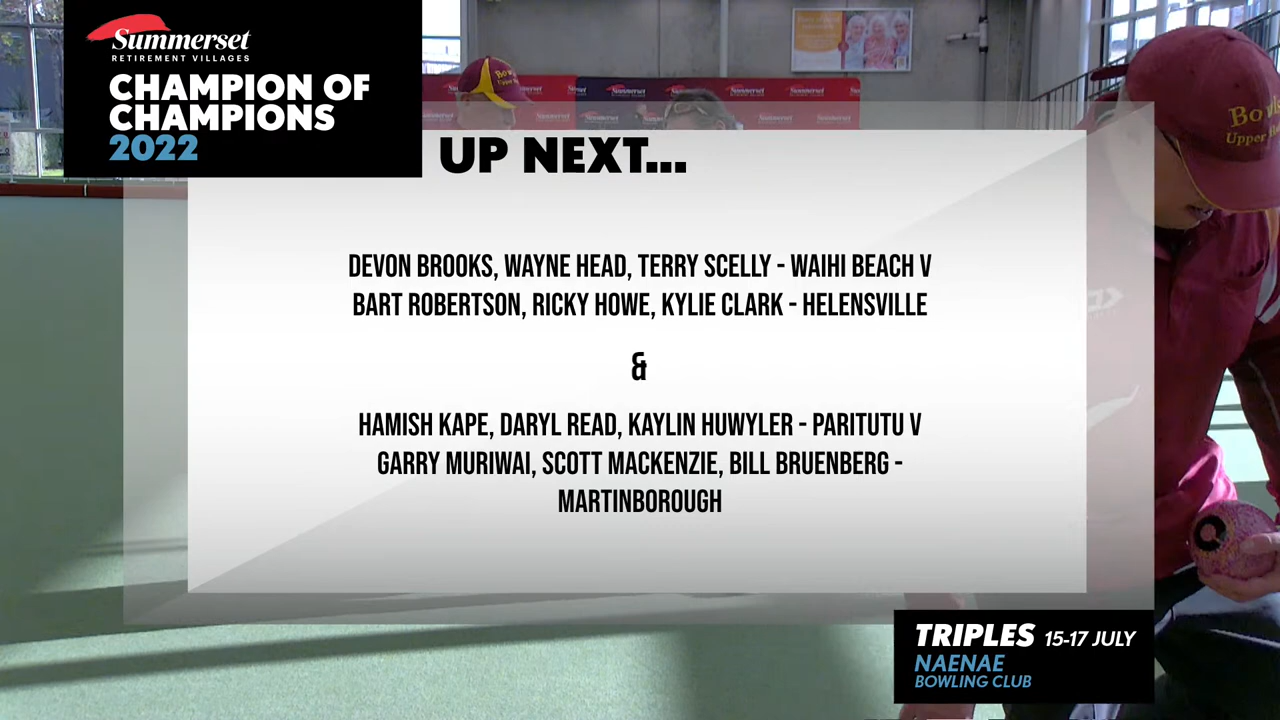 Summerset
RETIREMENT VILLAGES
CHAMPION OF
CHAMPIONS
2022
UP NEXT...
DEVON BROOKS, WAYNE HEAD, TERRY SCELLY - WAIHI BEACH V
BART ROBERTSON, RICKY HOWE, KYLIE CLARK - HELENSVILLE
&
HAMISH KAPE, DARYL READ, KAYLIN HUWYLER - PARITUTU V
GARRY MURIWAI, SCOTT MACKENZIE, BILL BRUENBERG -
MARTINBOROUGH
TRIPLES 15-17 JULY
NAENAE
BOWLING CLUB